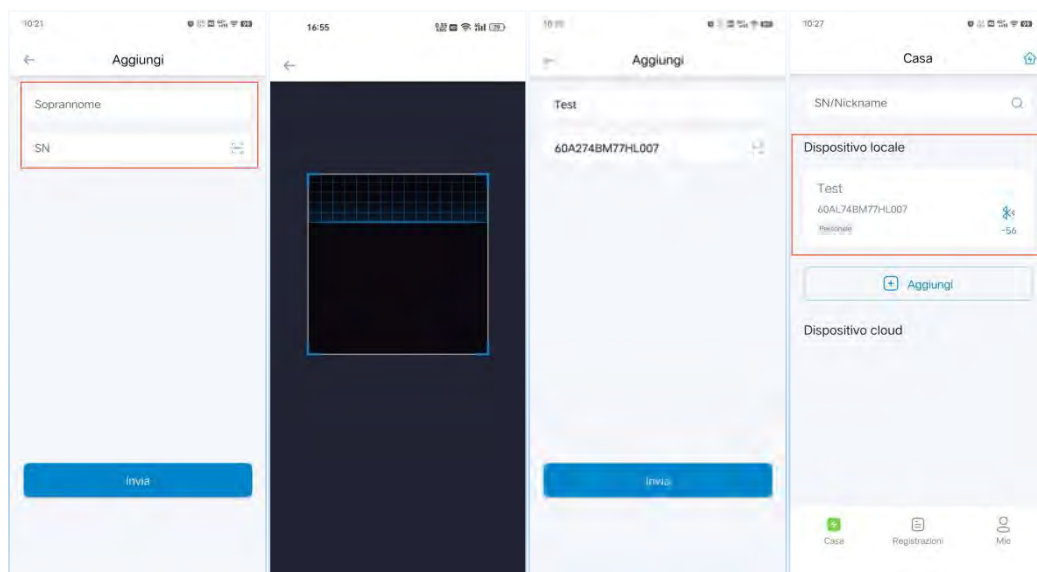 10:21
Aggiungi
Soprannome
SN
Invia
16:55
Aggiungi
Test
60A274BM77HL007
Invia
10:27
Casa
SN/Nickname
Dispositivo locale
Test
60AL74BM77HL007
Personale
-56
Aggiungi
Dispositivo cloud
Casa
Registrazioni
Mio